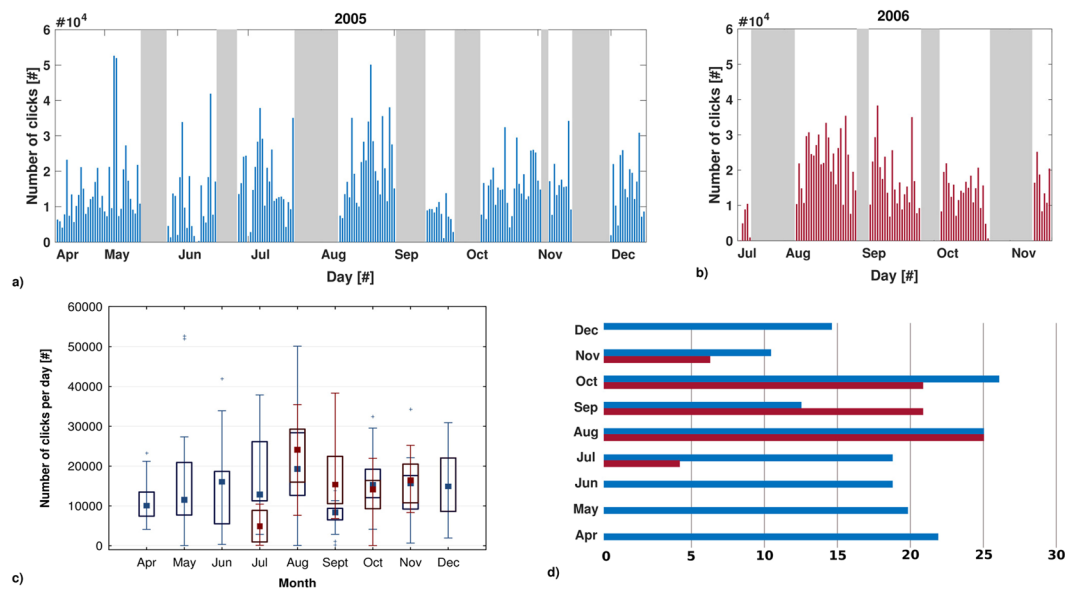 2005
#10^4
6
5
4
3
2
1
0
Number of clicks [#]
Apr May Jun Jul Aug Sep Oct Nov Dec
Day [#]
a)
2006
#10^4
6
5
4
3
2
1
0
Number of clicks [#]
Jul Aug Sep Oct Nov
Day [#]
b)
60000
50000
40000
30000
20000
10000
0
Number of clicks per day [#]
Apr May Jun Jul Aug Sept Oct Nov Dec
Month
c)
Dec
Nov
Oct
Sep
Aug
Jul
Jun
May
Apr
0 5 10 15 20 25 30
d)